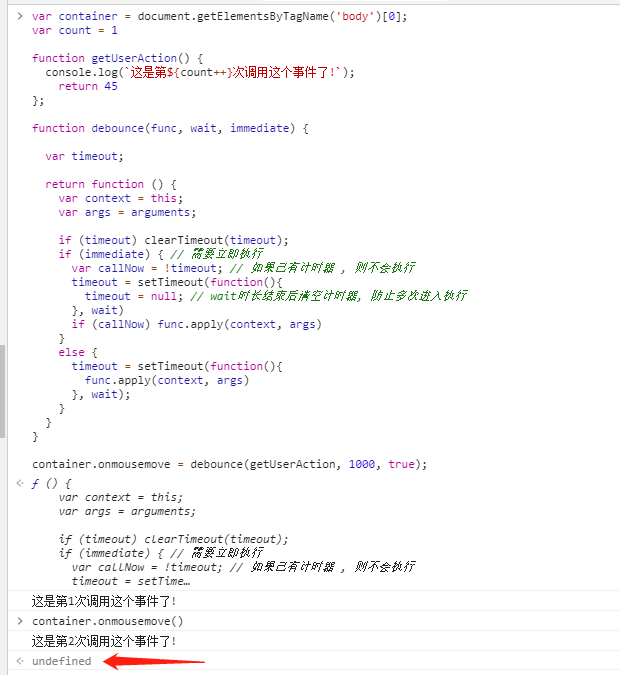 var container = document.getElementsByTagName('body')[0];
var count = 1
function getUserAction() {
console.log(`这是第${count++}次调用这个事件了!`);
return 45
};
function debounce(func, wait, immediate) {
var timeout;
return function () {
var context = this;
var args = arguments;
if (timeout) clearTimeout(timeout);
if (immediate) { // 需要立即执行
var callNow = !timeout; // 如果已有计时器 , 则不会执行
timeout = setTimeout(function(){
timeout = null; // wait时长结束后清空计时器, 防止多次进入执行
}, wait)
if (callNow) func.apply(context, args)
}
else {
timeout = setTimeout(function(){
func.apply(context, args)
}, wait);
}
}
}
container.onmousemove = debounce(getUserAction, 1000, true);
ƒ () {
var context = this;
var args = arguments;
if (timeout) clearTimeout(timeout);
if (immediate) { // 需要立即执行
var callNow = !timeout; // 如果已有计时器 , 则不会执行
timeout = setTime…
这是第1次调用这个事件了!
container.onmousemove()
这是第2次调用这个事件了!
undefined